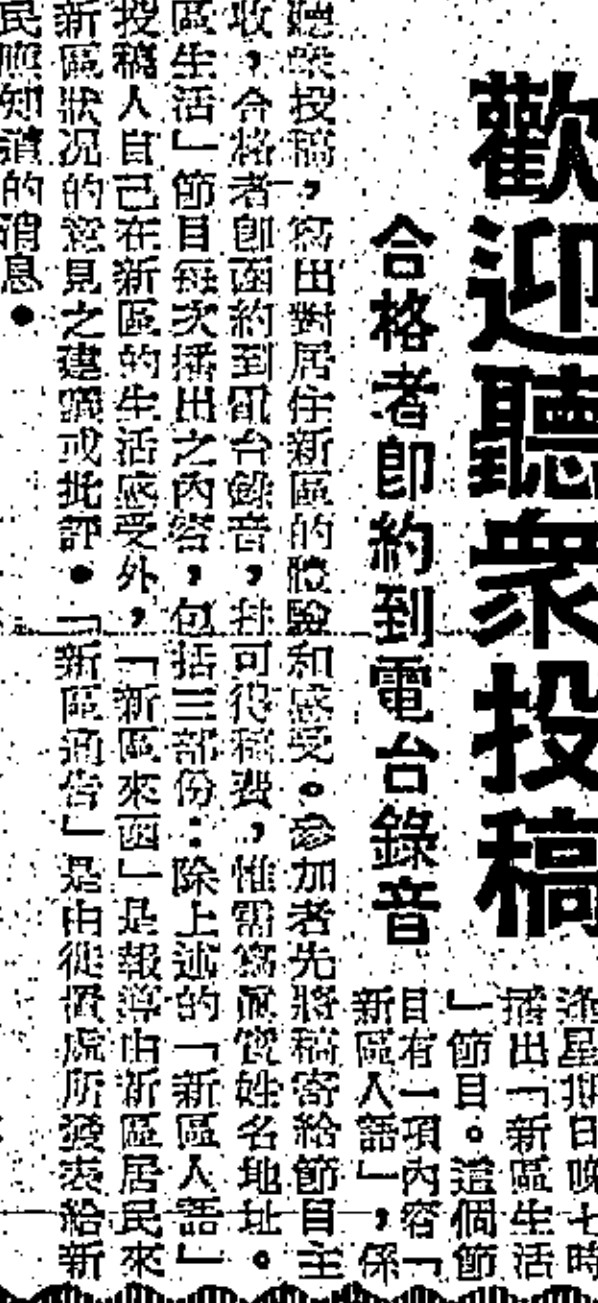 歡迎聽衆投稿
合格者即約到電台錄音
逢星期日晚七時
播出「新區生活
」節目。這個節
目有一項內容「
新區人語」，係
聽衆投稿，寫出對居住新區的體驗和感受。參加者先將稿寄給節目主
收，合格者即函約到電台錄音，幷可得稿費，惟需寫眞實姓名地址。
區生活」節目每次播出之內容，包括三部份：除上述的「新區人語」
投稿人自己在新區的生活感受外，「新區來函」是報導由新區居民來
新區狀况的意見之建議或批評。「新區通告」是由徙置處所發表給新
民應知道的消息。